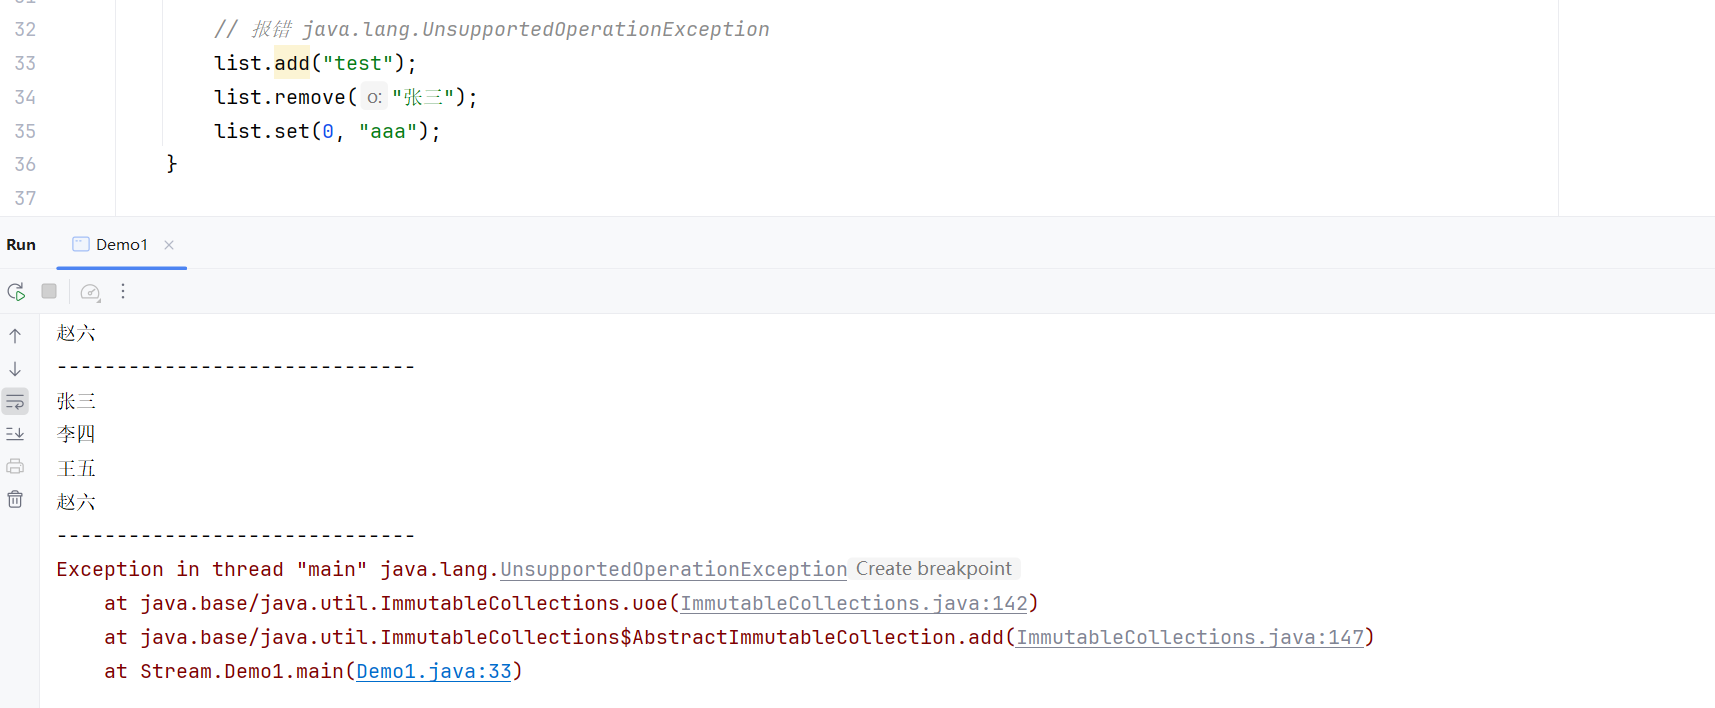 32 // 报错 java.lang.UnsupportedOperationException
33 list.add("test");
34 list.remove( o: "张三");
35 list.set(0, "aaa");
36 }
37
Run Demo1 ×
赵六
------------------------------
张三
李四
王五
赵六
------------------------------
Exception in thread "main" java.lang.UnsupportedOperationException Create breakpoint
at java.base/java.util.ImmutableCollections.uoe(ImmutableCollections.java:142)
at java.base/java.util.ImmutableCollections$AbstractImmutableCollection.add(ImmutableCollections.java:147)
at Stream.Demo1.main(Demo1.java:33)